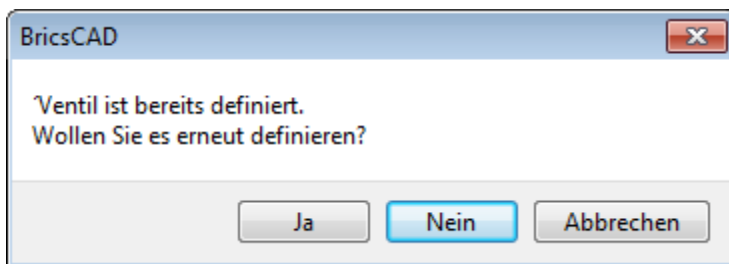 BricsCAD
´Ventil ist bereits definiert.
Wollen Sie es erneut definieren?
Ja
Nein
Abbrechen